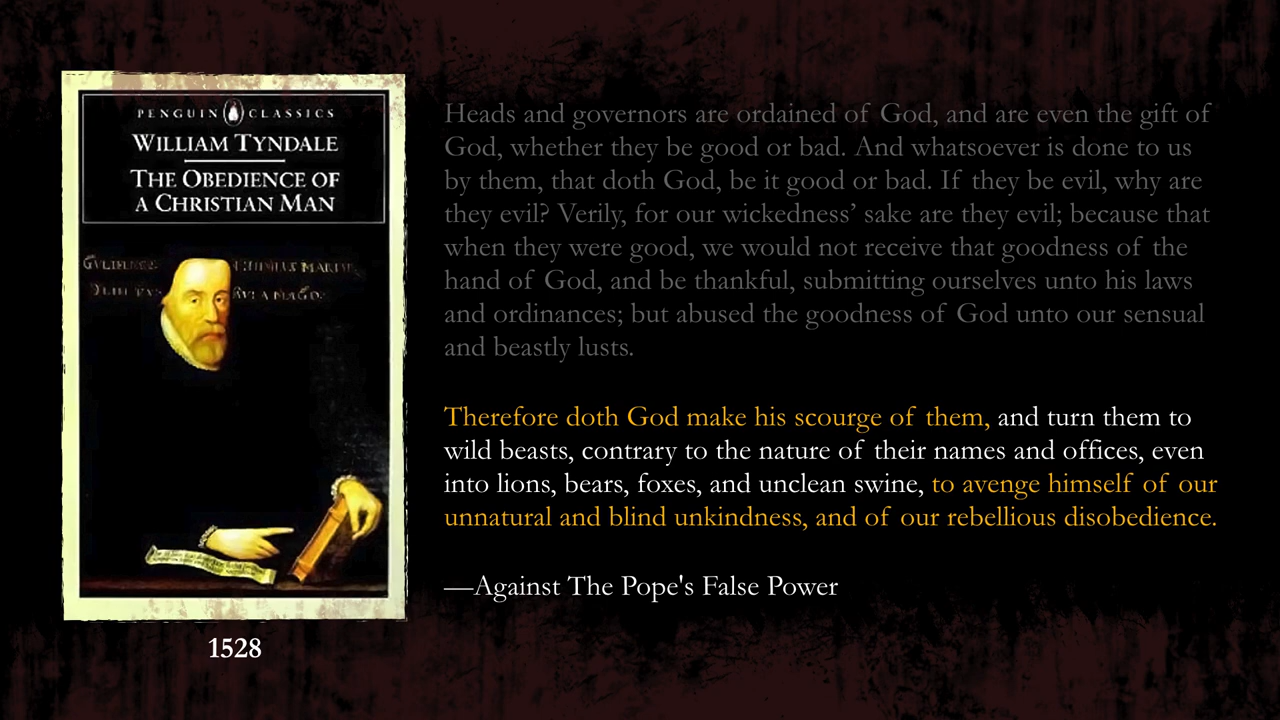 PENGUIN CLASSICS
WILLIAM TYNDALE
THE OBEDIENCE OF
A CHRISTIAN MAN
1528
Heads and governors are ordained of God, and are even the gift of
God, whether they be good or bad. And whatsoever is done to us
by them, that doth God, be it good or bad. If they be evil, why are
they evil? Verily, for our wickedness’ sake are they evil; because that
when they were good, we would not receive that goodness of the
hand of God, and be thankful, submitting ourselves unto his laws
and ordinances; but abused the goodness of God unto our sensual
and beastly lusts.
Therefore doth God make his scourge of them, and turn them to
wild beasts, contrary to the nature of their names and offices, even
into lions, bears, foxes, and unclean swine, to avenge himself of our
unnatural and blind unkindness, and of our rebellious disobedience.
—Against The Pope's False Power